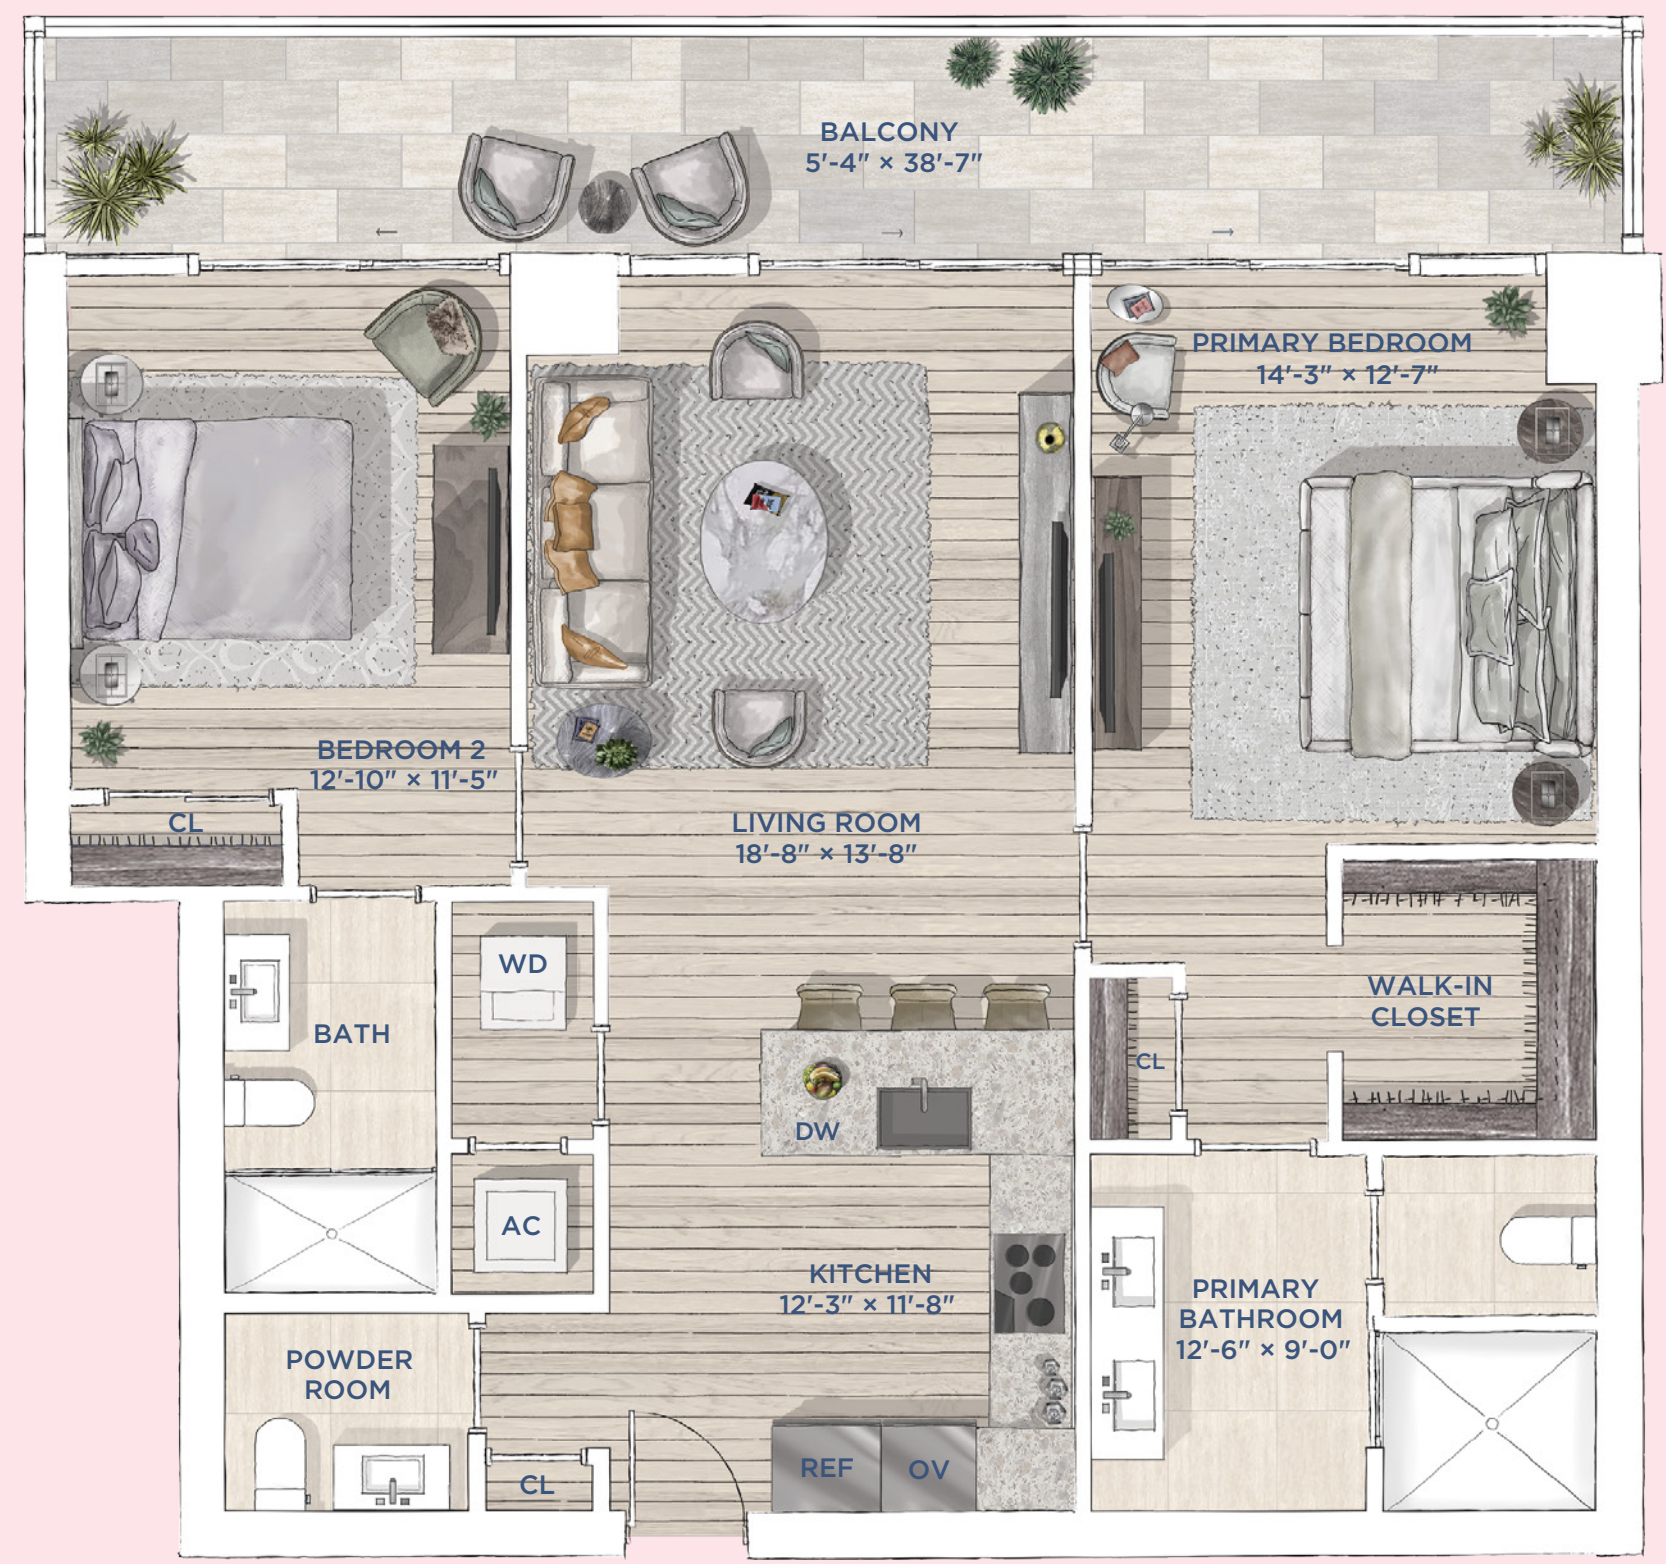 BALCONY
5'-4" × 38'-7"
PRIMARY BEDROOM
14'-3" × 12'-7"
BEDROOM 2
12'-10" × 11'-5"
CL
LIVING ROOM
18'-8" × 13'-8"
WD
BATH
WALK-IN
CLOSET
CL
DW
AC
KITCHEN
12'-3" × 11'-8"
PRIMARY
BATHROOM
12'-6" × 9'-0"
POWDER
ROOM
REF
OV
CL